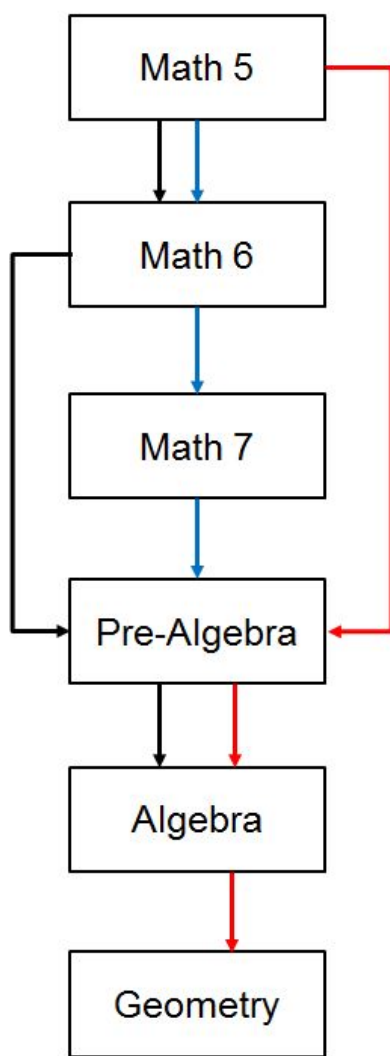 Math 5
Math 6
Math 7
Pre-Algebra
Algebra
Geometry